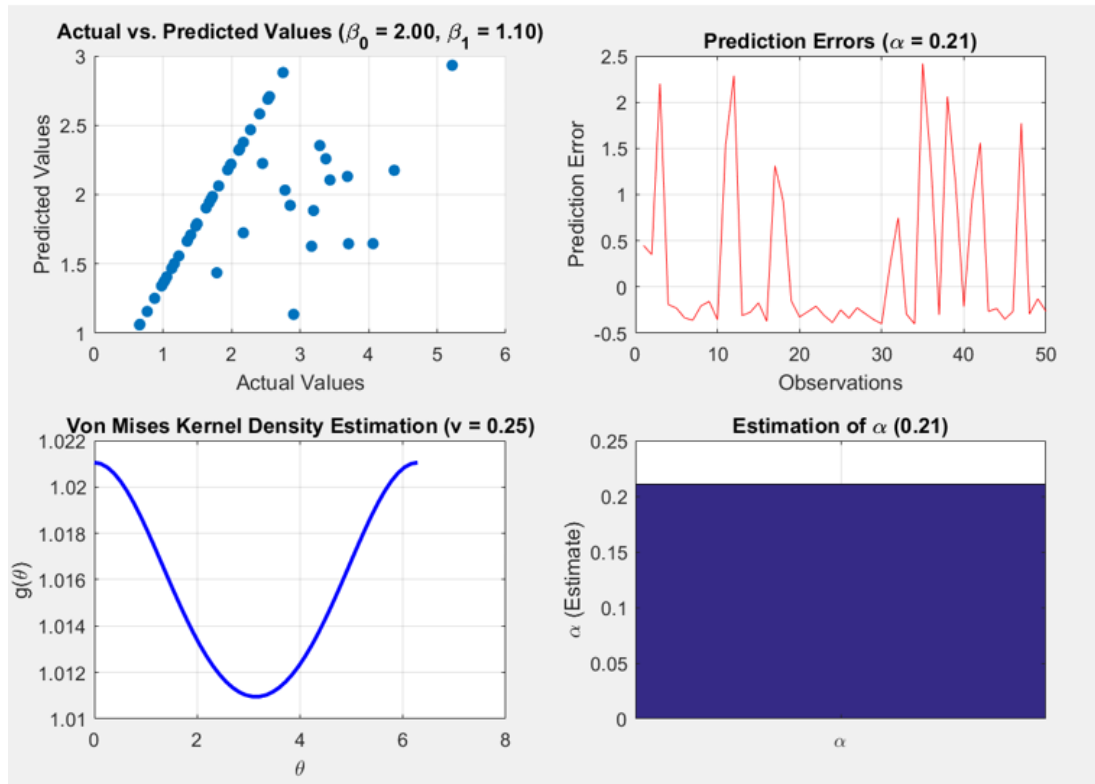 Actual vs. Predicted Values (β0 = 2.00, β1 = 1.10)
3
2.5
2
1.5
1
Predicted Values
0 1 2 3 4 5 6
Actual Values
Prediction Errors (α = 0.21)
2.5
2
1.5
1
0.5
0
-0.5
Prediction Error
0 10 20 30 40 50
Observations
Von Mises Kernel Density Estimation (v = 0.25)
1.022
1.02
1.018
1.016
1.014
1.012
1.01
g(θ)
0 2 4 6 8
θ
Estimation of α (0.21)
0.25
0.2
0.15
0.1
0.05
0
α (Estimate)
α